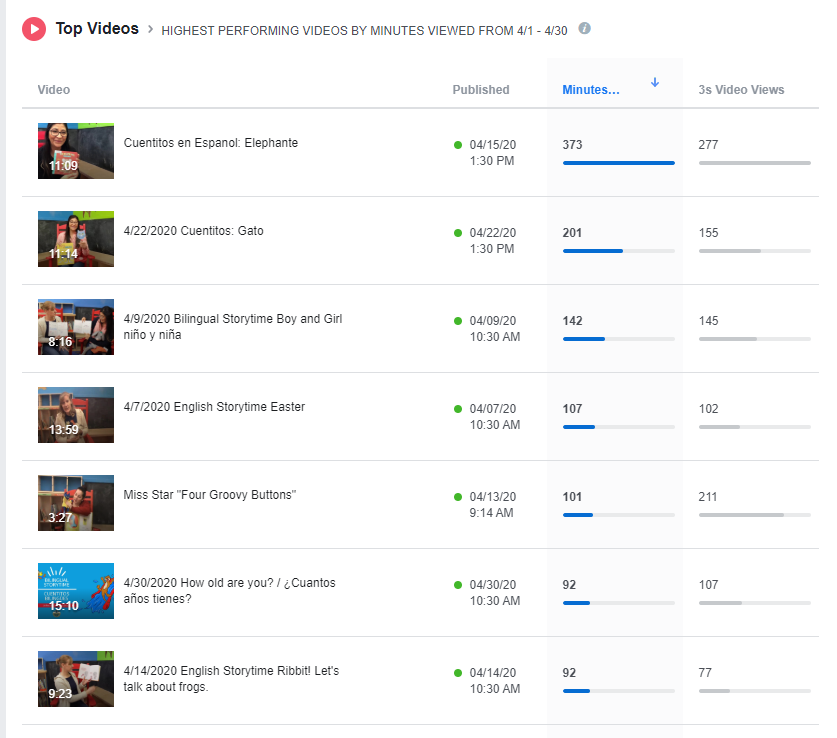 Top Videos > HIGHEST PERFORMING VIDEOS BY MINUTES VIEWED FROM 4/1 - 4/30 i
Video Published Minutes... ↓ 3s Video Views
11:09 Cuentitos en Espanol: Elephante 04/15/20 373 277
1:30 PM
11:14 4/22/2020 Cuentitos: Gato 04/22/20 201 155
1:30 PM
4/9/2020 Bilingual Storytime Boy and Girl 04/09/20 142 145
8:16 niño y niña 10:30 AM
4/7/2020 English Storytime Easter 04/07/20 107 102
13:59 10:30 AM
Miss Star "Four Groovy Buttons" 04/13/20 101 211
3:27 9:14 AM
BILINGUAL
STORYTIME
CUENTITOS
BILINGÜES
4/30/2020 How old are you? / ¿Cuantos 04/30/20 92 107
15:10 años tienes? 10:30 AM
4/14/2020 English Storytime Ribbit! Let's 04/14/20 92 77
9:23 talk about frogs. 10:30 AM